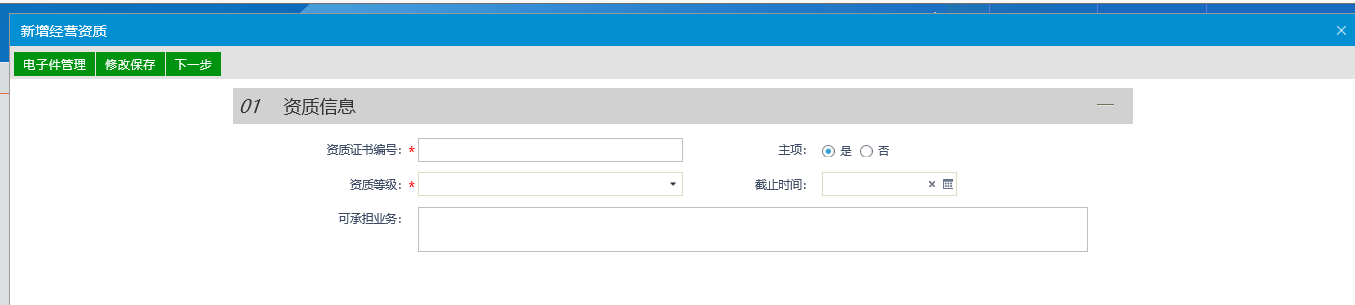 新增经营资质
电子件管理 修改保存 下一步
01 资质信息
资质证书编号: * 主项: 是 否
资质等级: * 截止时间:
可承担业务: